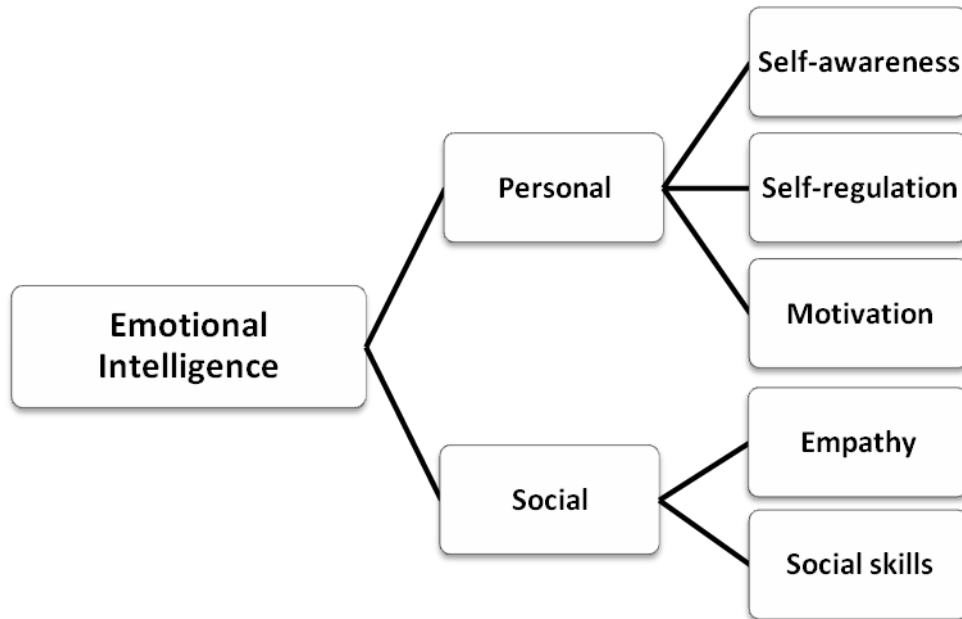 Emotional
Intelligence
Personal
Social
Self-awareness
Self-regulation
Motivation
Empathy
Social skills